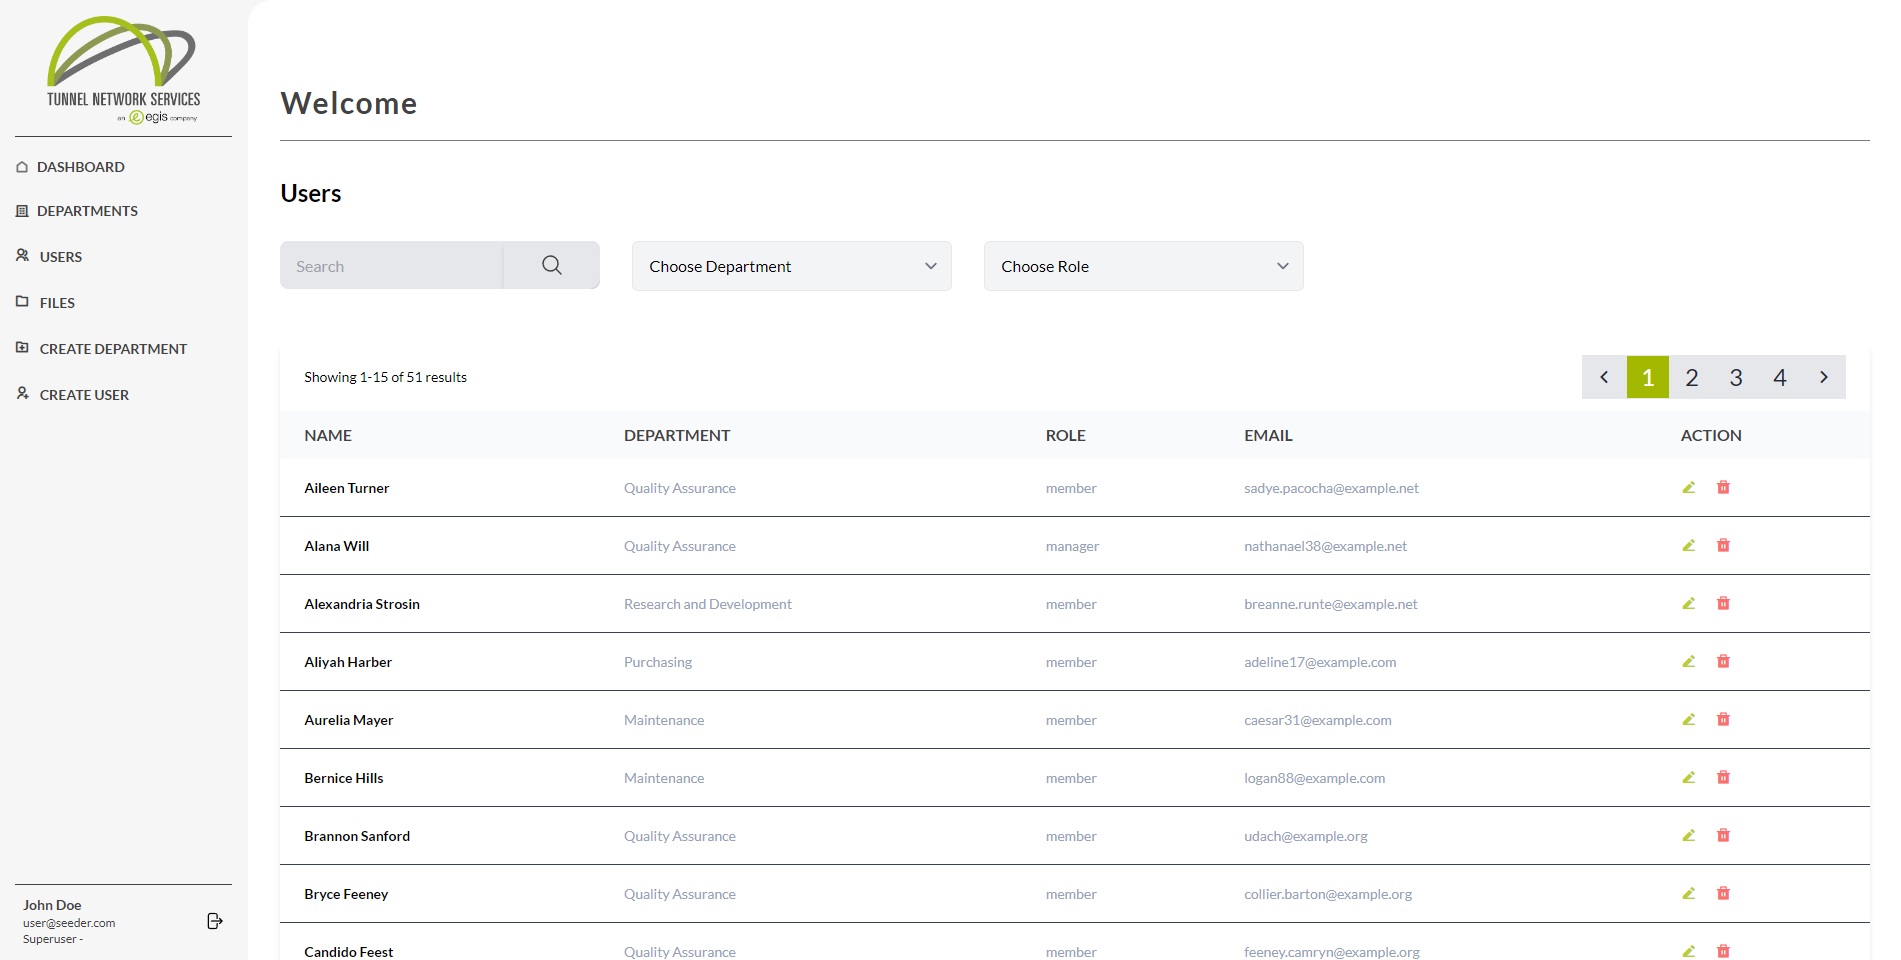 TUNNEL NETWORK SERVICES
an egis company
DASHBOARD
DEPARTMENTS
USERS
FILES
CREATE DEPARTMENT
CREATE USER
John Doe
user@seeder.com
Superuser -
Welcome
Users
Search
Choose Department
Choose Role
Showing 1-15 of 51 results
1 2 3 4
NAME DEPARTMENT ROLE EMAIL ACTION
Aileen Turner Quality Assurance member sadye.pacocha@example.net
Alana Will Quality Assurance manager nathanael38@example.net
Alexandria Strosin Research and Development member breanne.runte@example.net
Aliyah Harber Purchasing member adeline17@example.com
Aurelia Mayer Maintenance member caesar31@example.com
Bernice Hills Maintenance member logan88@example.com
Brannon Sanford Quality Assurance member udach@example.org
Bryce Feeney Quality Assurance member collier.barton@example.org
Candido Feest Quality Assurance member feeney.camryn@example.org